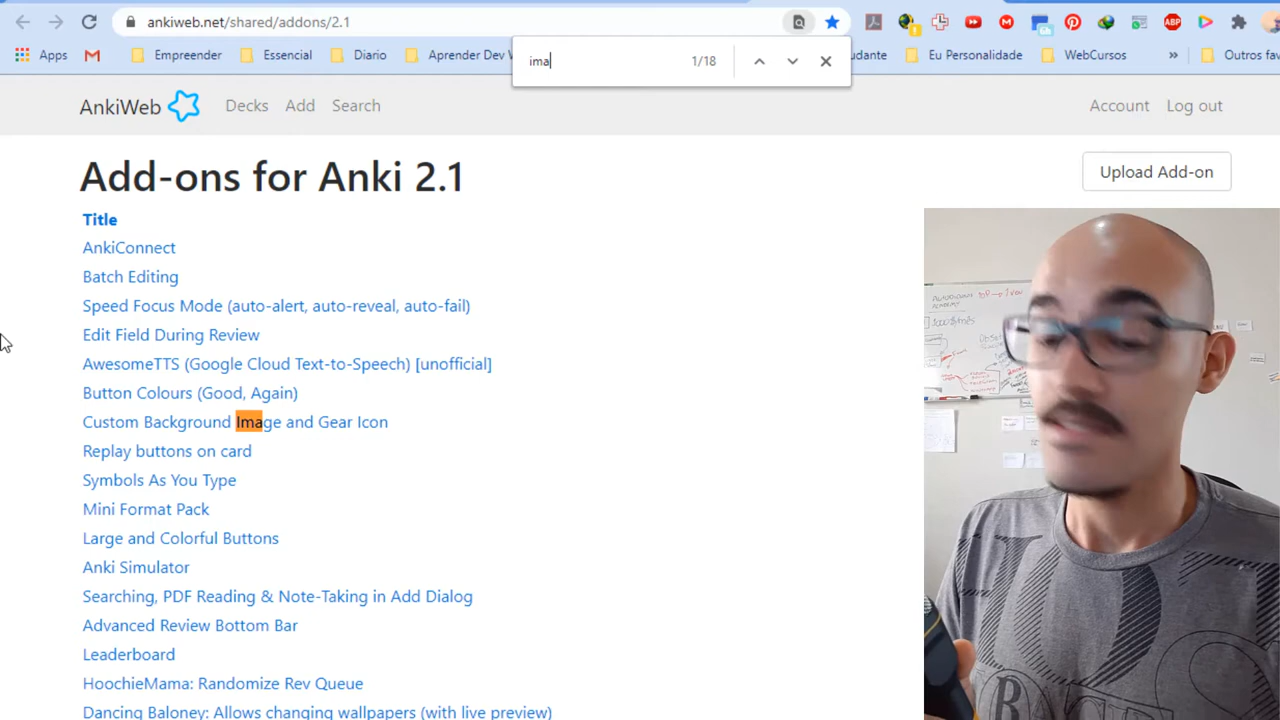 ankiweb.net/shared/addons/2.1
Apps Empreender Essencial Diario Aprender Dev udante Eu Personalidade WebCursos » Outros fav
ima 1/18
AnkiWeb Decks Add Search Account Log out
Add-ons for Anki 2.1
Upload Add-on
Title
AnkiConnect
Batch Editing
Speed Focus Mode (auto-alert, auto-reveal, auto-fail)
Edit Field During Review
AwesomeTTS (Google Cloud Text-to-Speech) [unofficial]
Button Colours (Good, Again)
Custom Background Image and Gear Icon
Replay buttons on card
Symbols As You Type
Mini Format Pack
Large and Colorful Buttons
Anki Simulator
Searching, PDF Reading & Note-Taking in Add Dialog
Advanced Review Bottom Bar
Leaderboard
HoochieMama: Randomize Rev Queue
Dancing Baloney: Allows changing wallpapers (with live preview)
ABP